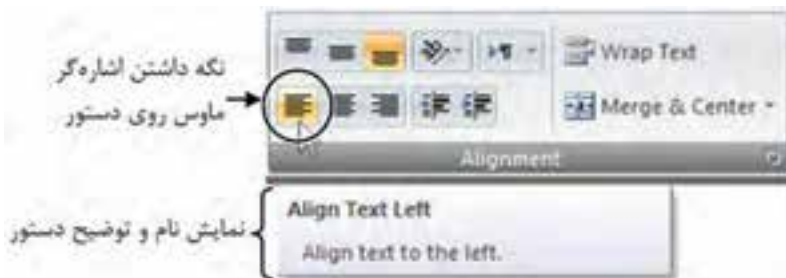 Wrap Text
نگه داشتن اشاره‌گر
ماوس روی دستور
Merge & Center
Alignment
نمایش نام و توضیح دستور
Align Text Left
Align text to the left.